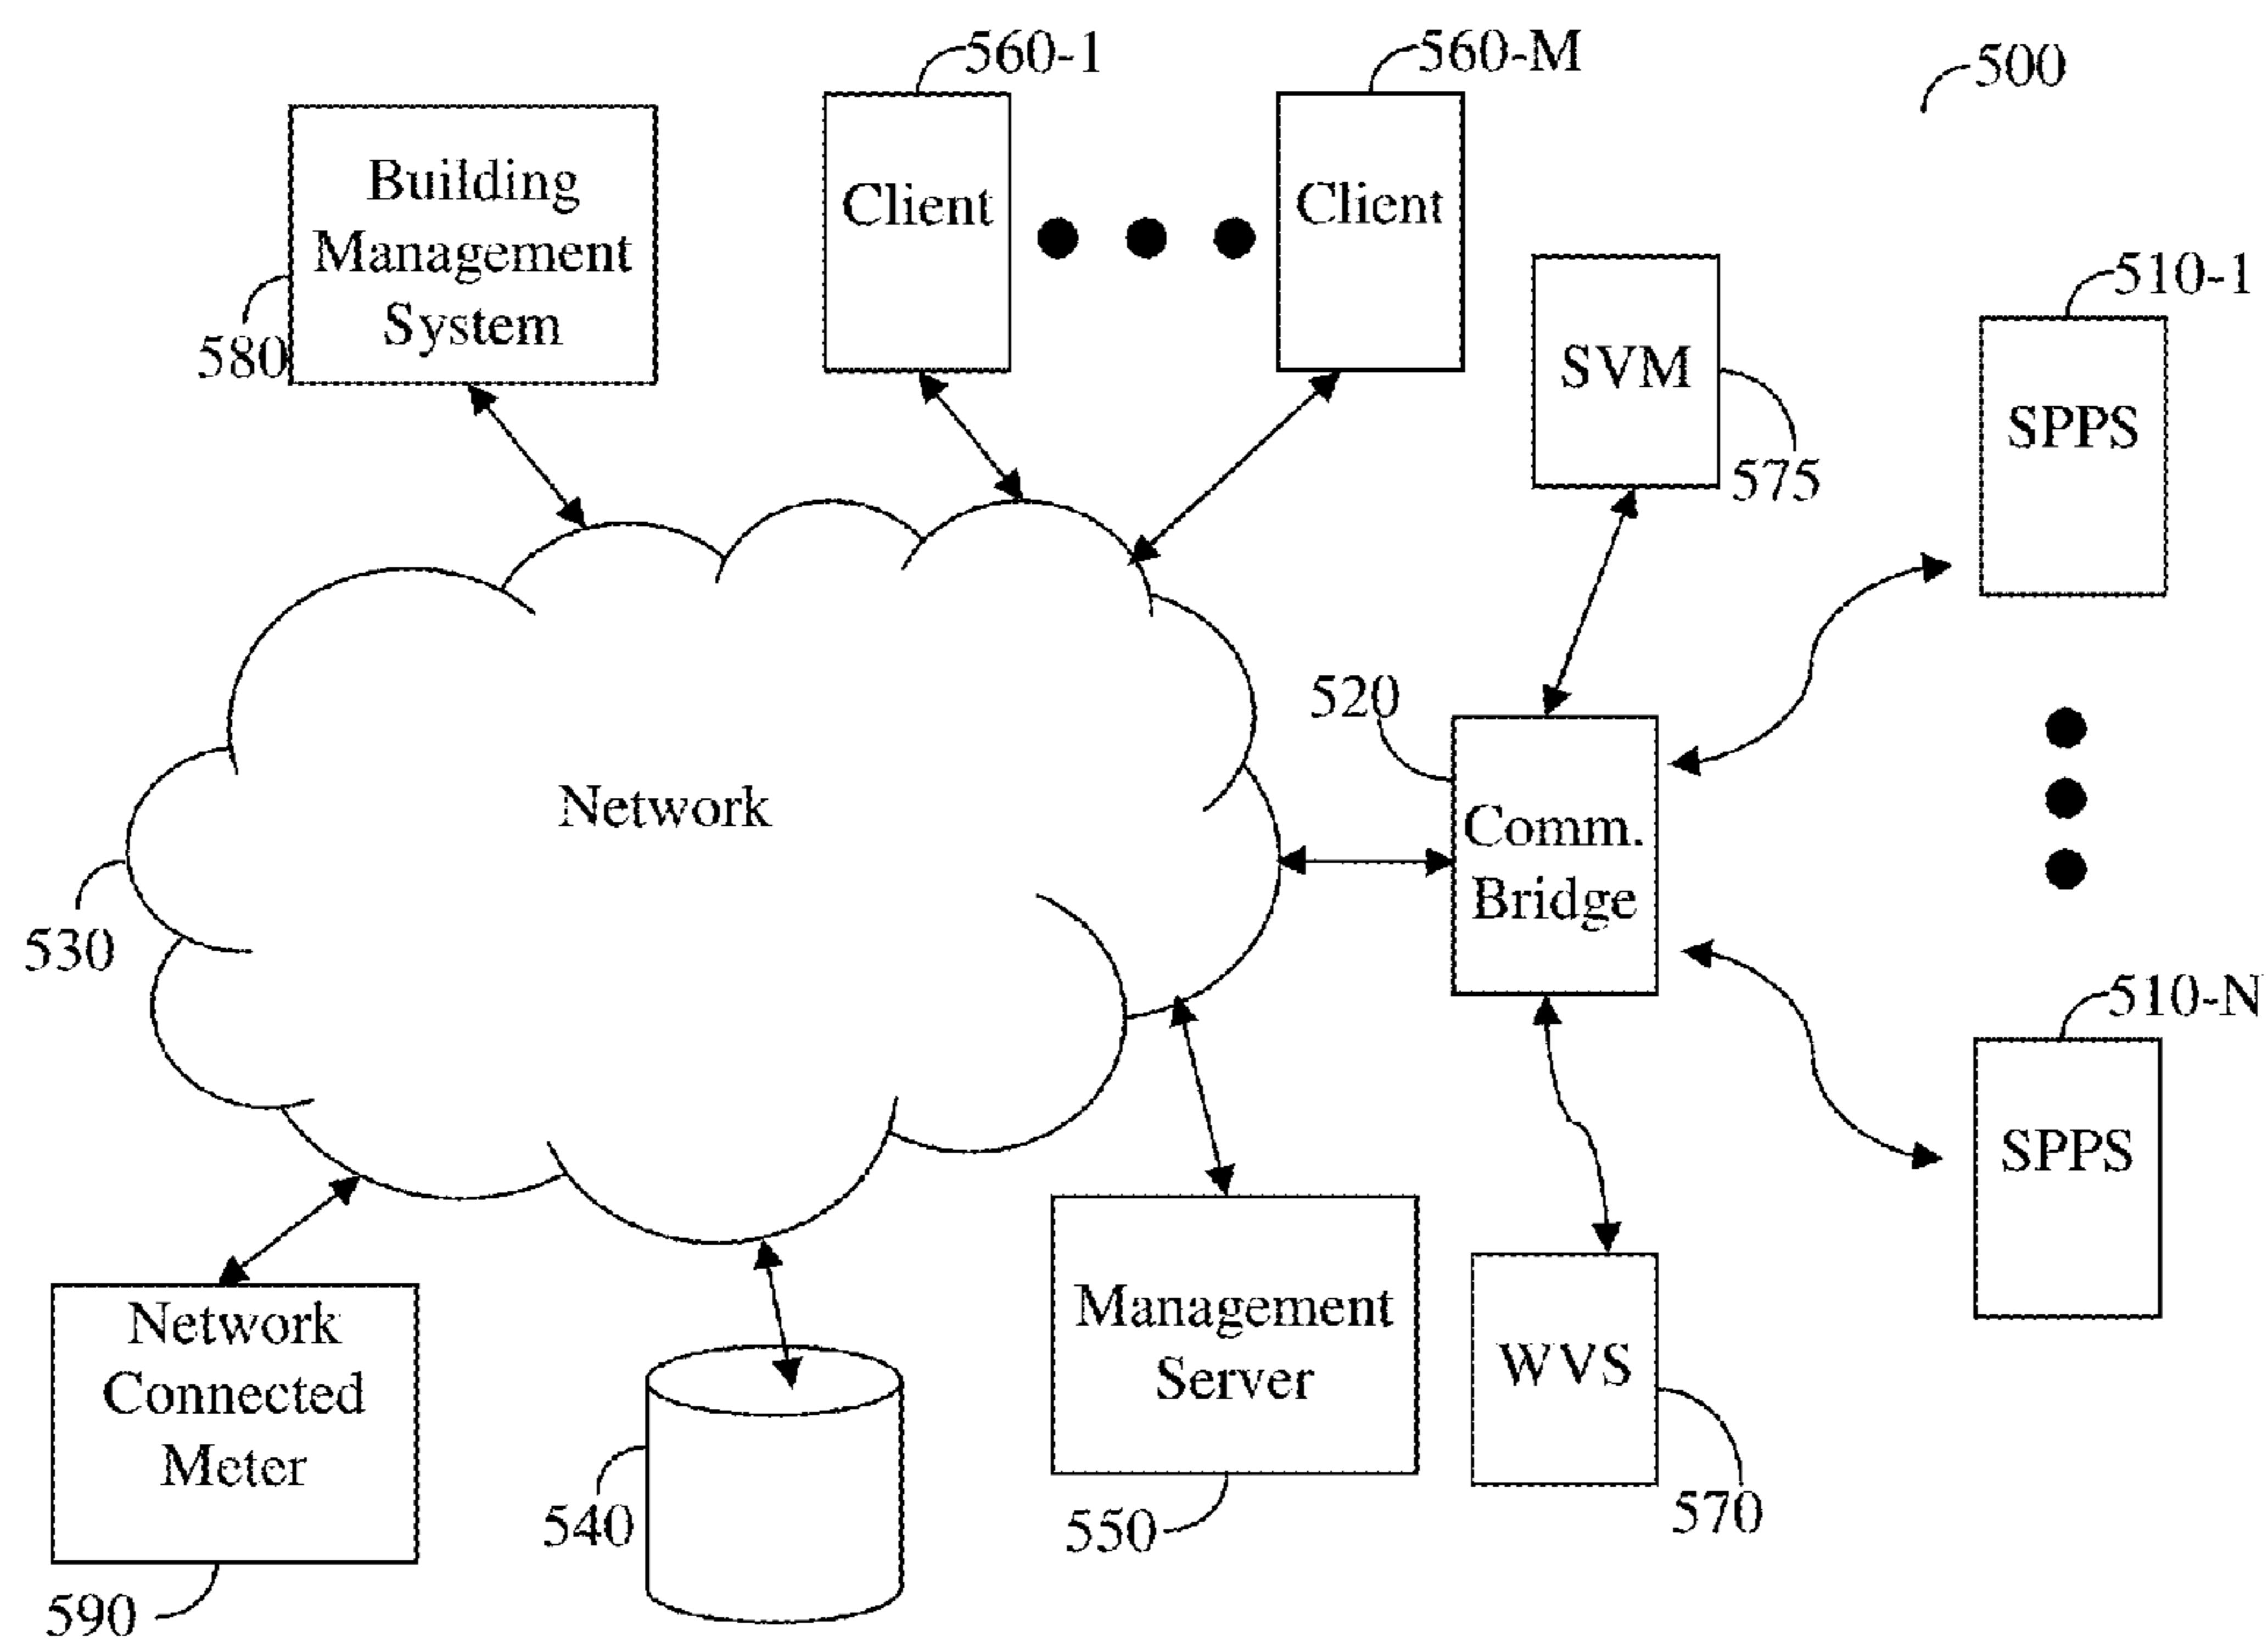 560-1
560-M
500
Building
Management
System
580
Client
Client
SVM
575
510-1
SPPS
520
Network
Comm.
Bridge
530
510-N
SPPS
Network
Connected
Meter
590
540
Management
Server
550
WVS
570